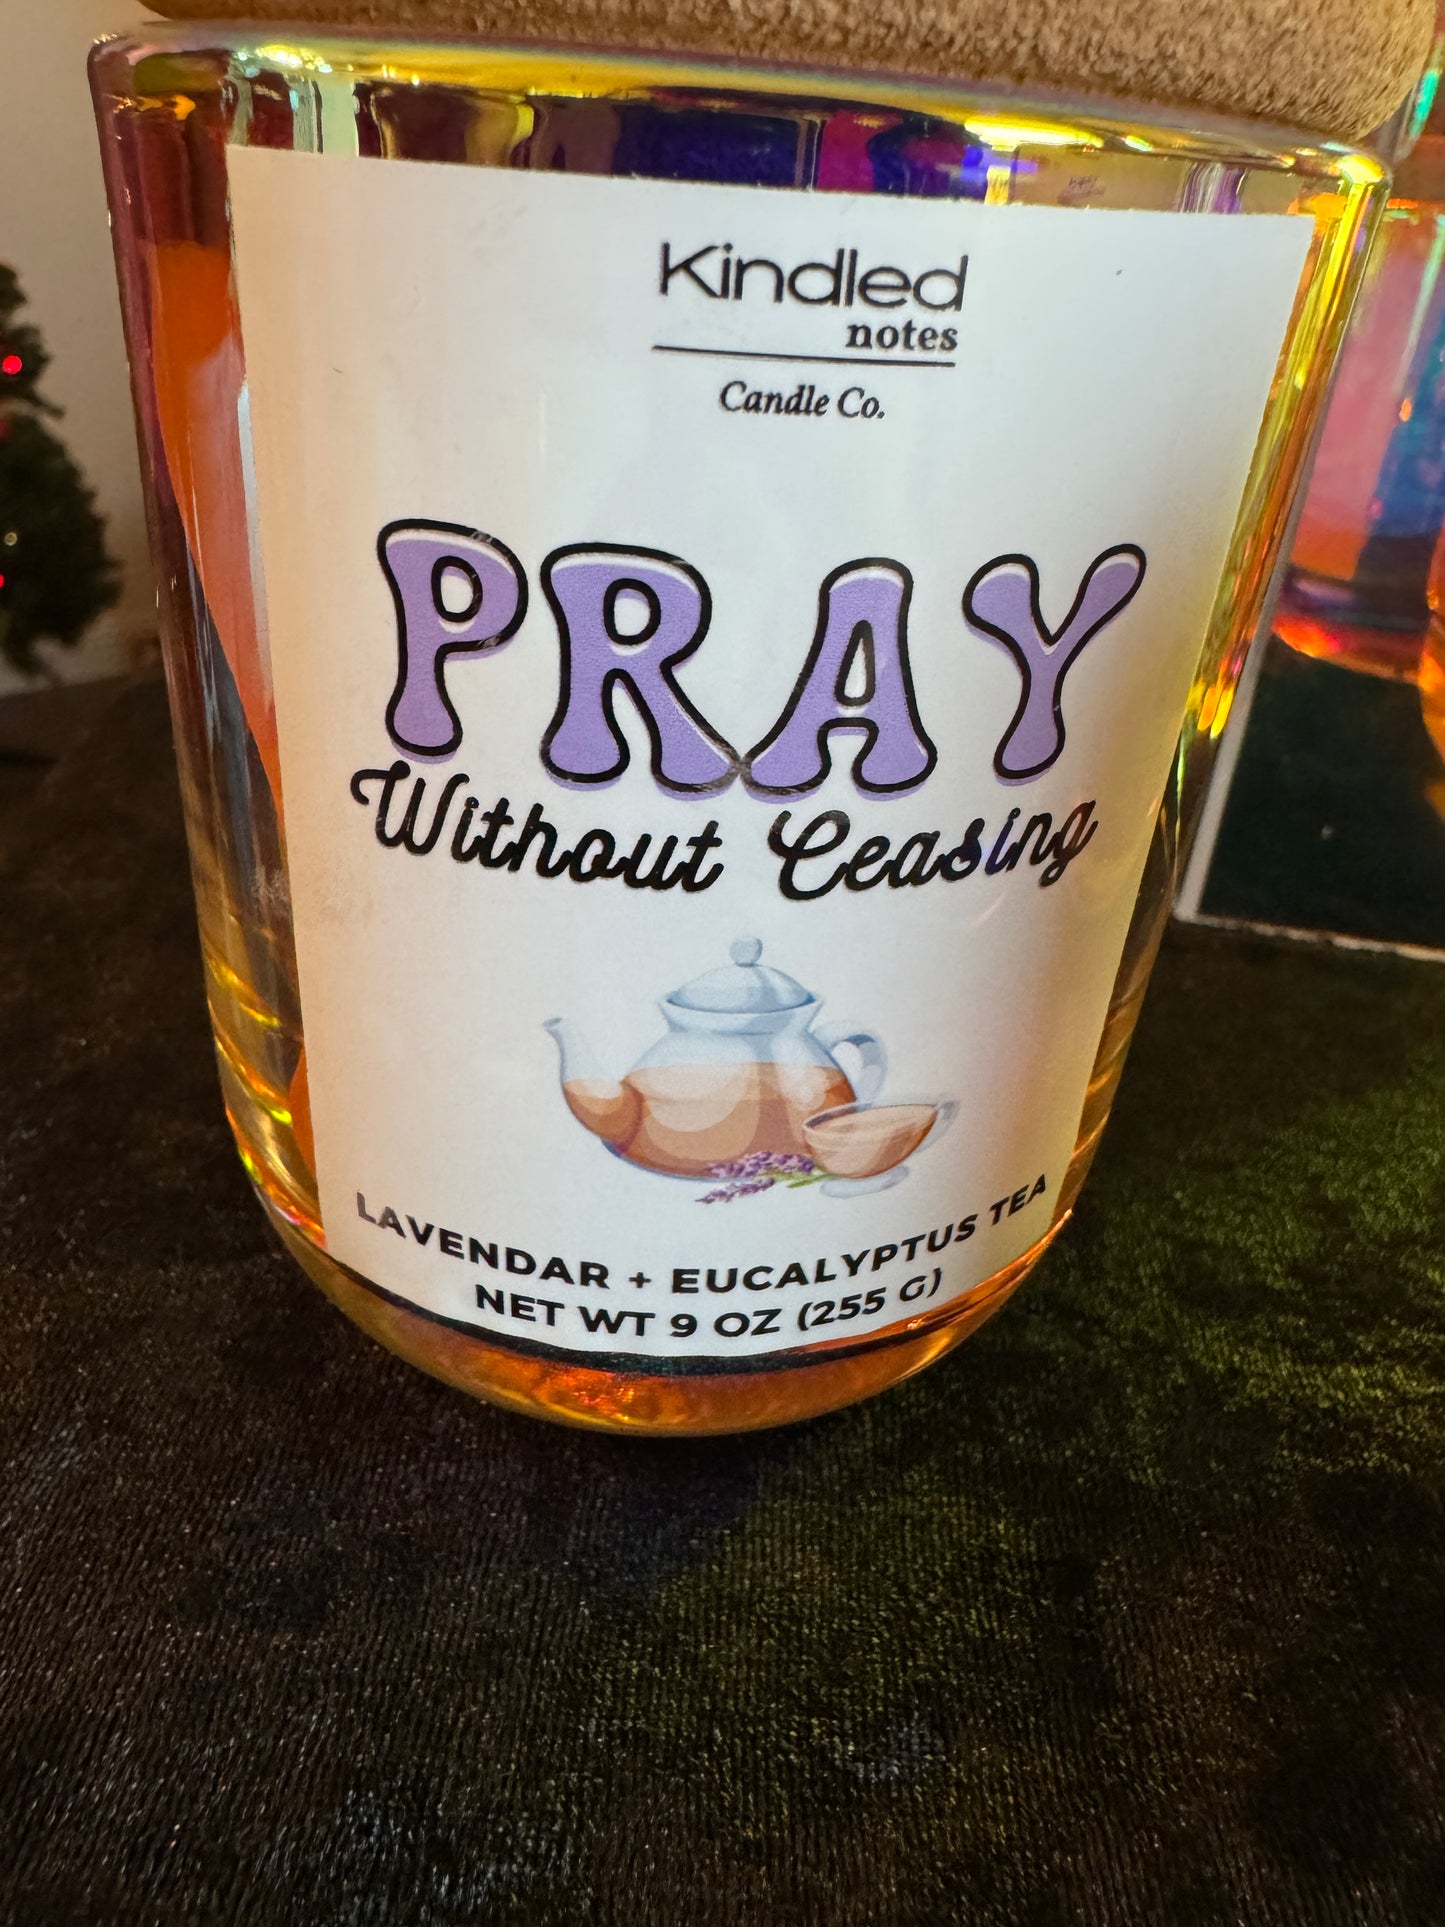 Kindled
notes
Candle Co.
PRAY
Without Ceasing
LAVENDAR + EUCALYPTUS TEA
NET WT 9 OZ (255 G)